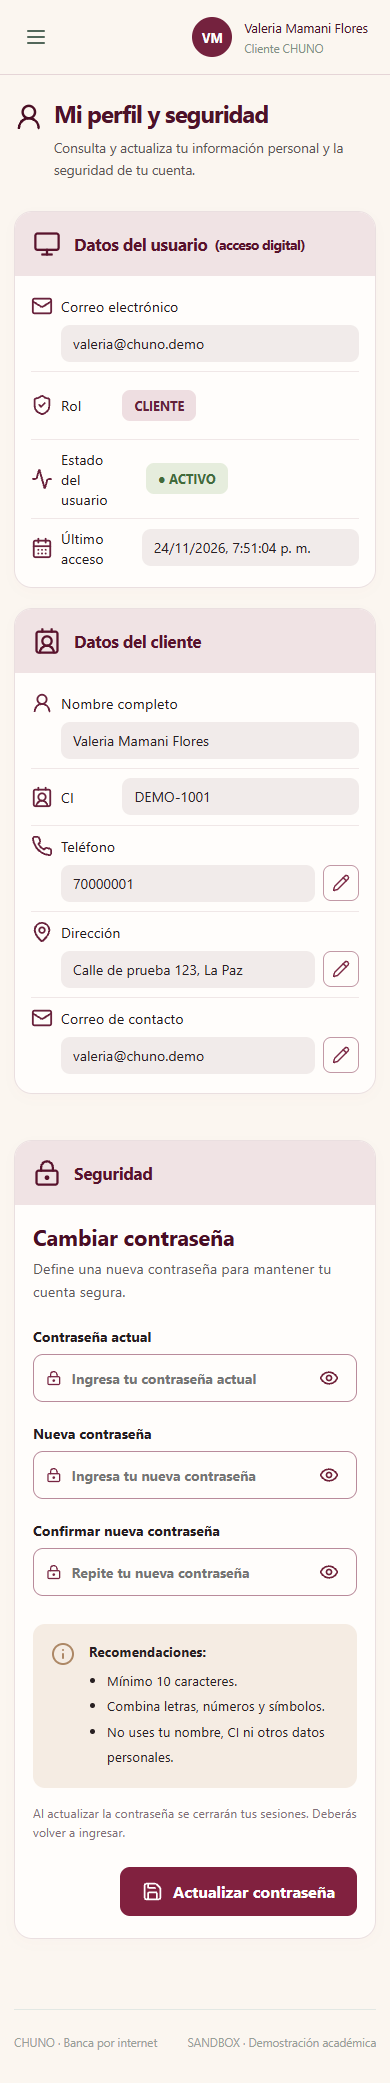 VM
Valeria Mamani Flores
Cliente CHUNO
Mi perfil y seguridad
Consulta y actualiza tu información personal y la
seguridad de tu cuenta.
Datos del usuario (acceso digital)
Correo electrónico
valeria@chuno.demo
Rol
CLIENTE
Estado
del
usuario
● ACTIVO
Último
acceso
24/11/2026, 7:51:04 p. m.
Datos del cliente
Nombre completo
Valeria Mamani Flores
CI
DEMO-1001
Teléfono
70000001
Dirección
Calle de prueba 123, La Paz
Correo de contacto
valeria@chuno.demo
Seguridad
Cambiar contraseña
Define una nueva contraseña para mantener tu
cuenta segura.
Contraseña actual
Ingresa tu contraseña actual
Nueva contraseña
Ingresa tu nueva contraseña
Confirmar nueva contraseña
Repite tu nueva contraseña
Recomendaciones:
• Mínimo 10 caracteres.
• Combina letras, números y símbolos.
• No uses tu nombre, CI ni otros datos
personales.
Al actualizar la contraseña se cerrarán tus sesiones. Deberás
volver a ingresar.
Actualizar contraseña
CHUNO · Banca por internet
SANDBOX · Demostración académica